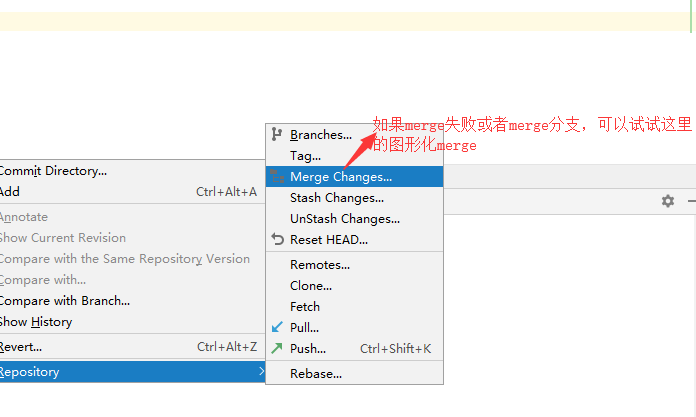 如果merge失败或者merge分支，可以试试这里
的图形化merge
Branches...
Tag...
Merge Changes...
Stash Changes...
UnStash Changes...
Reset HEAD...
Remotes...
Clone...
Fetch
Pull...
Push... Ctrl+Shift+K
Rebase...
Commit Directory...
Add Ctrl+Alt+A
Annotate
Show Current Revision
Compare with the Same Repository Version
Compare with...
Compare with Branch...
Show History
Revert... Ctrl+Alt+Z
Repository